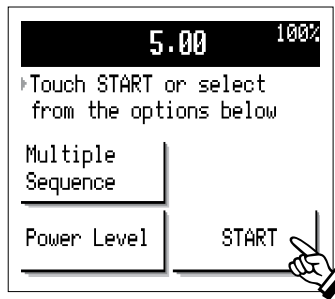 5.00 100%
Touch START or select
from the options below
Multiple
Sequence
Power Level START